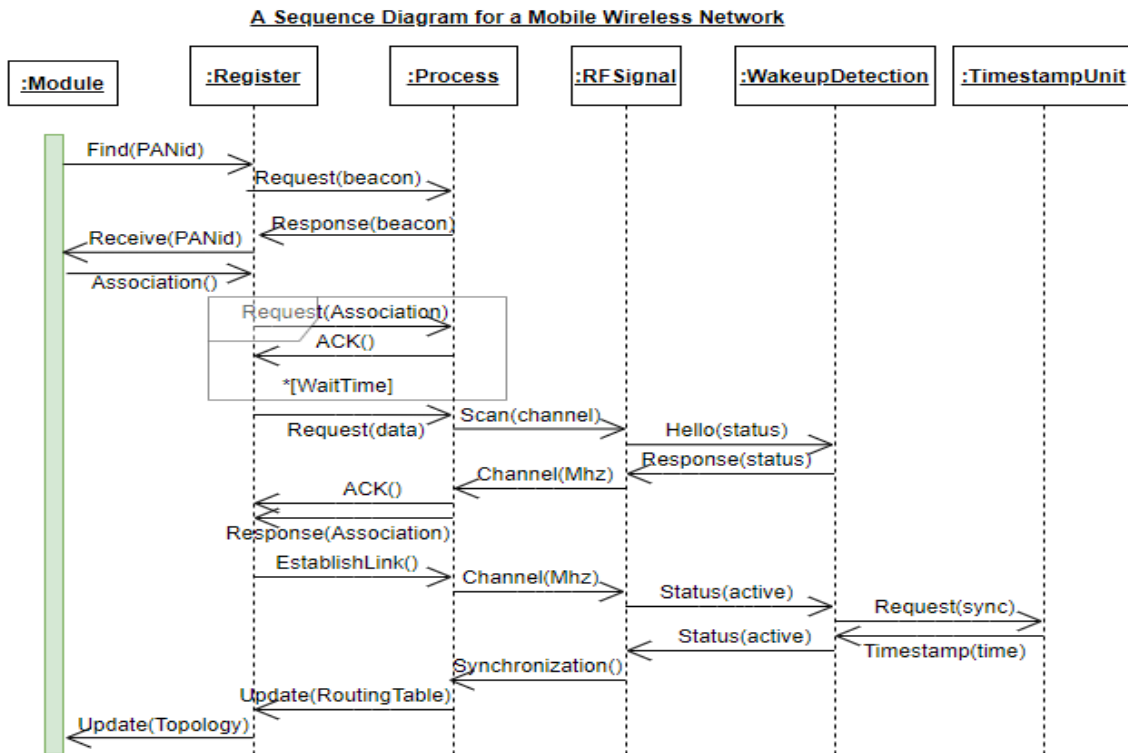 A Sequence Diagram for a Mobile Wireless Network
:Module
:Register
:Process
:RFSignal
:WakeupDetection
:TimestampUnit
Find(PANid)
Request(beacon)
Response(beacon)
Receive(PANid)
Association()
Request(Association)
ACK()
*[WaitTime]
Request(data)
Scan(channel)
Hello(status)
Response(status)
Channel(Mhz)
ACK()
Response(Association)
EstablishLink()
Channel(Mhz)
Status(active)
Request(sync)
Timestamp(time)
Status(active)
Synchronization()
Update(RoutingTable)
Update(Topology)